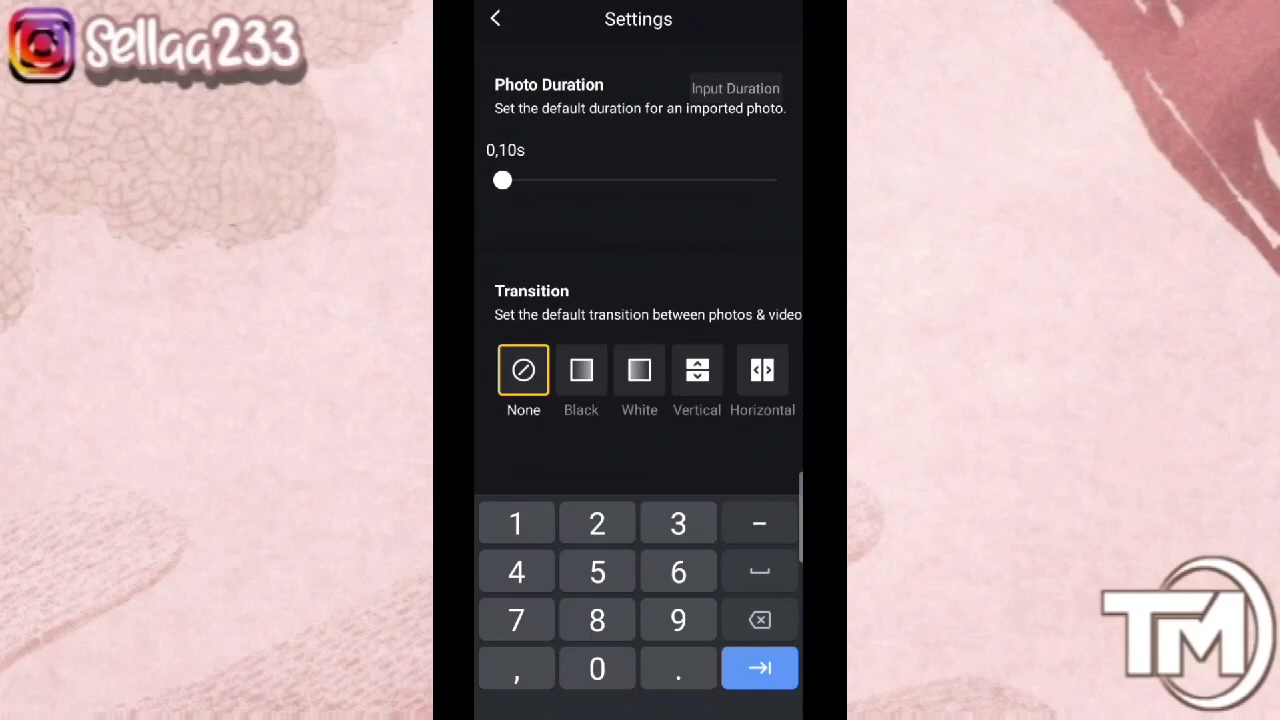 sellaa233
Settings
Photo Duration
Input Duration
Set the default duration for an imported photo.
0,10s
Transition
Set the default transition between photos & video
None
Black
White
Vertical
Horizontal
1 2 3 –
4 5 6
7 8 9
, 0 .
TM